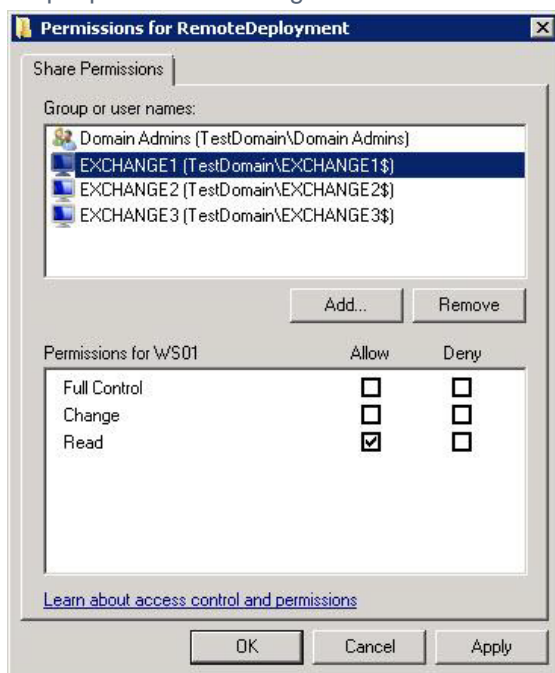 Permissions for RemoteDeployment
Share Permissions
Group or user names:
Domain Admins (TestDomain\Domain Admins)
EXCHANGE1 (TestDomain\EXCHANGE1$)
EXCHANGE2 (TestDomain\EXCHANGE2$)
EXCHANGE3 (TestDomain\EXCHANGE3$)
Add... Remove
Permissions for WS01 Allow Deny
Full Control
Change
Read
Learn about access control and permissions
OK Cancel Apply